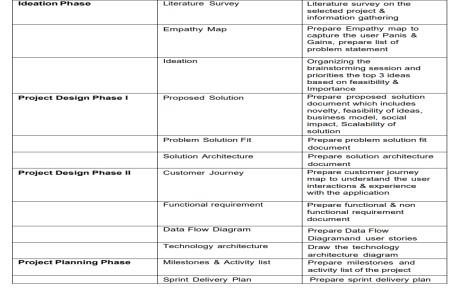 Ideation Phase
Literature Survey
Literature survey on the
selected project &
information gathering
Empathy Map
Prepare Empathy map to
capture the user Panis &
Gains, prepare list of
problem statement
Ideation
Organizing the
brainstorming session and
priorities the top 3 ideas
based on feasibility &
Importance
Project Design Phase I
Proposed Solution
Prepare proposed solution
document which includes
novelty, feasibility of ideas,
business model, social
impact, Scalability of
solution
Problem Solution Fit
Prepare problem solution fit
document
Solution Architecture
Prepare solution architecture
document
Project Design Phase II
Customer Journey
Prepare customer journey
map to understand the user
interactions & experience
with the application
Functional requirement
Prepare functional & non
functional requirement
document
Data Flow Diagram
Prepare Data Flow
Diagramand user stories
Technology architecture
Draw the technology
architecture diagram
Project Planning Phase
Milestones & Activity list
Prepare milestones and
activity list of the project
Sprint Delivery Plan
Prepare sprint delivery plan